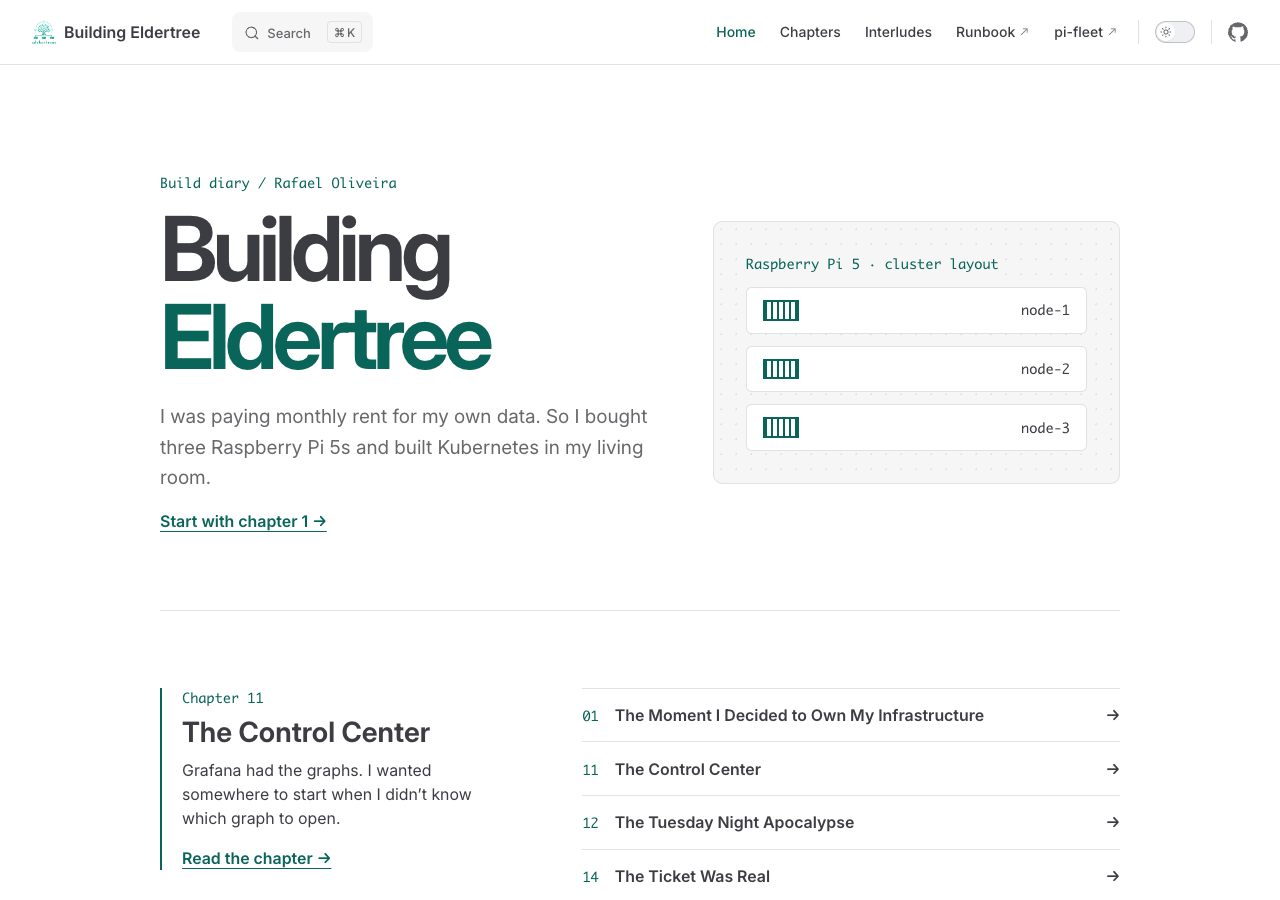 Building Eldertree
Search
⌘ K
Home
Chapters
Interludes
Runbook ↗
pi-fleet ↗
Build diary / Rafael Oliveira
Building
Eldertree
I was paying monthly rent for my own data. So I bought
three Raspberry Pi 5s and built Kubernetes in my living
room.
Start with chapter 1 →
Raspberry Pi 5 · cluster layout
node-1
node-2
node-3
Chapter 11
The Control Center
Grafana had the graphs. I wanted
somewhere to start when I didn’t know
which graph to open.
Read the chapter →
01 The Moment I Decided to Own My Infrastructure →
11 The Control Center →
12 The Tuesday Night Apocalypse →
14 The Ticket Was Real →